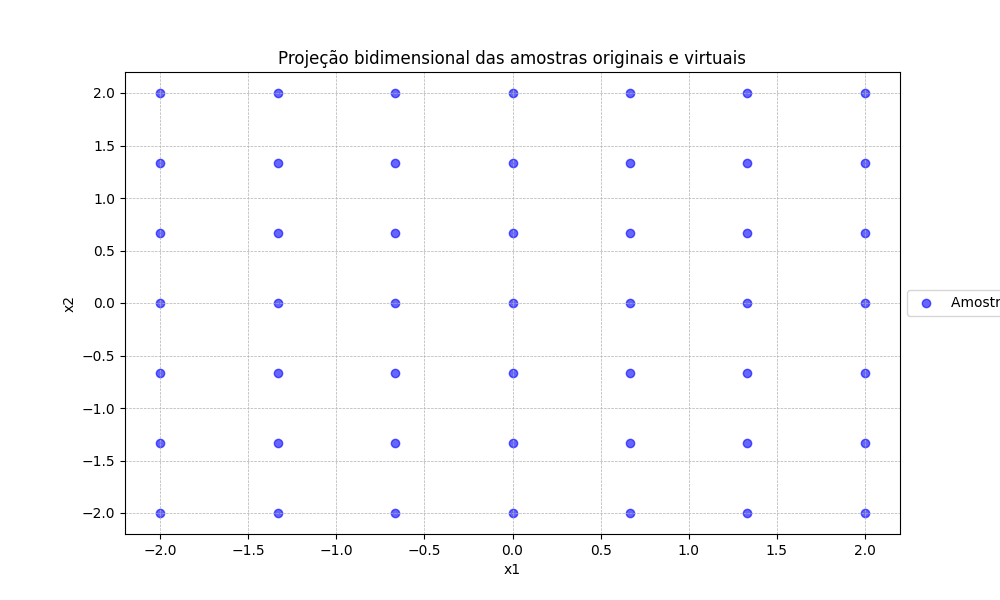 Projeção bidimensional das amostras originais e virtuais
2.0
1.5
1.0
0.5
0.0
−0.5
−1.0
−1.5
−2.0
x2
−2.0 −1.5 −1.0 −0.5 0.0 0.5 1.0 1.5 2.0
x1
Amostr